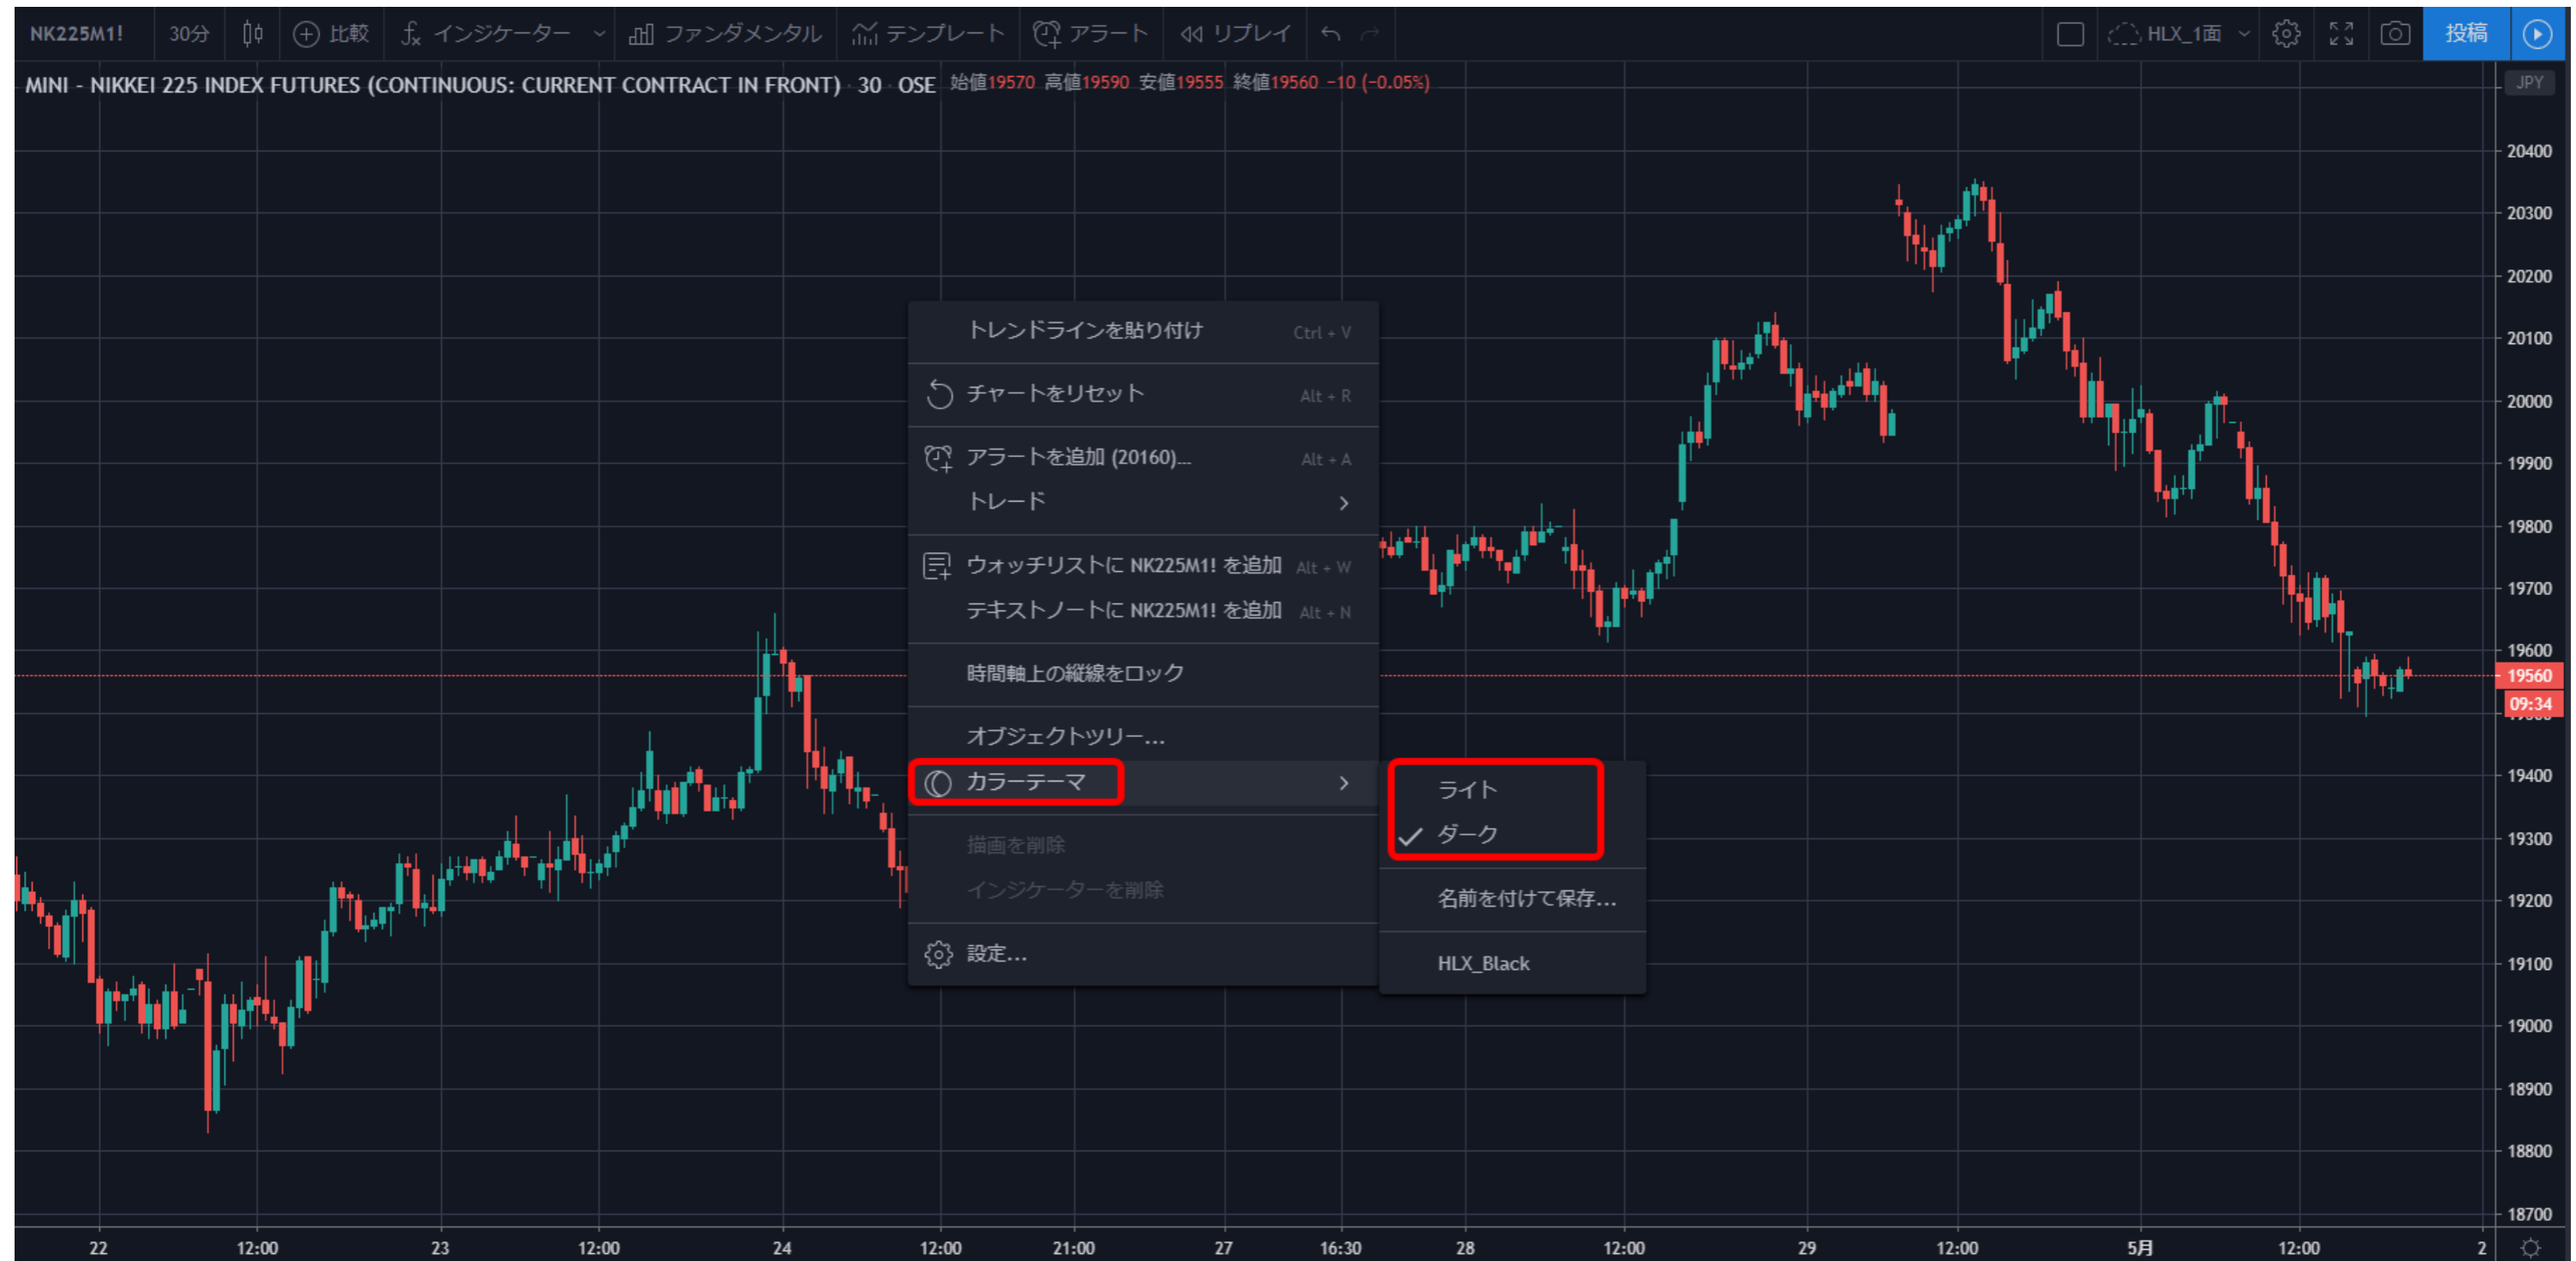 NK225M1! 30分 比較 fx インジケーター ファンダメンタル テンプレート アラート リプレイ HLX_1面 投稿
MINI - NIKKEI 225 INDEX FUTURES (CONTINUOUS: CURRENT CONTRACT IN FRONT) · 30 · OSE 始値19570 高値19590 安値19555 終値19560 −10 (−0.05%) JPY
20400
20300
20200
20100
20000
19900
19800
19700
19600
19560
09:34
19400
19300
19200
19100
19000
18900
18800
18700
トレンドラインを貼り付け Ctrl + V
チャートをリセット Alt + R
アラートを追加 (20160)... Alt + A
トレード
ウォッチリストに NK225M1! を追加 Alt + W
テキストノートに NK225M1! を追加 Alt + N
時間軸上の縦線をロック
オブジェクトツリー...
カラーテーマ
描画を削除
インジケーターを削除
設定...
ライト
ダーク
名前を付けて保存...
HLX_Black
22 12:00 23 12:00 24 12:00 21:00 27 16:30 28 12:00 29 12:00 5月 12:00 2